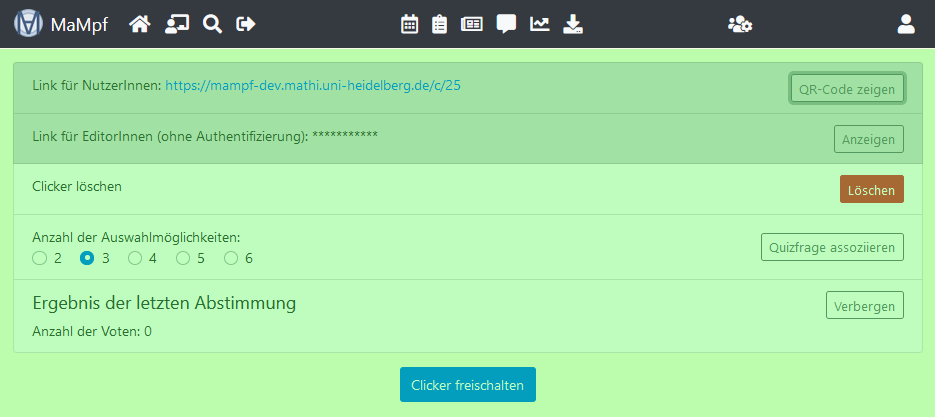 MaMpf
Link für NutzerInnen: https://mampf-dev.mathi.uni-heidelberg.de/c/25
QR-Code zeigen
Link für EditorInnen (ohne Authentifizierung): ***********
Anzeigen
Clicker löschen
Löschen
Anzahl der Auswahlmöglichkeiten:
2 3 4 5 6
Quizfrage assoziieren
Ergebnis der letzten Abstimmung
Verbergen
Anzahl der Voten: 0
Clicker freischalten